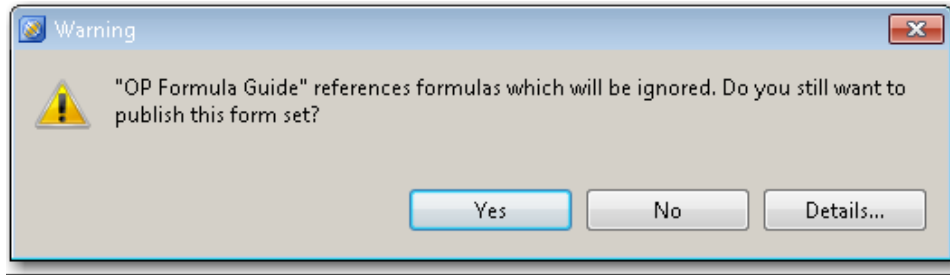 Warning
"OP Formula Guide" references formulas which will be ignored. Do you still want to
publish this form set?
Yes No Details...